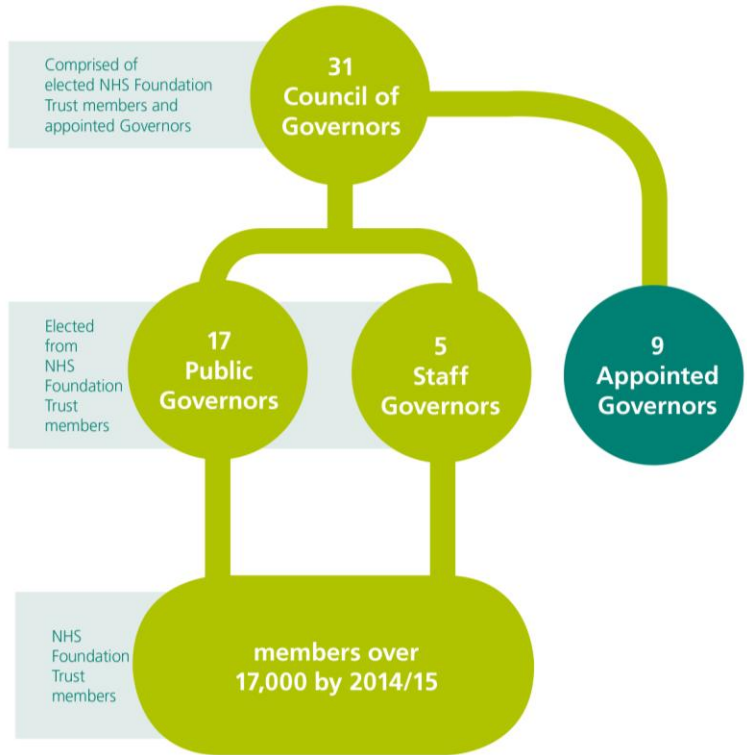 Comprised of
elected NHS Foundation
Trust members and
appointed Governors
31
Council of
Governors
Elected
from
NHS
Foundation
Trust
members
17
Public
Governors
5
Staff
Governors
9
Appointed
Governors
NHS
Foundation
Trust
members
members over
17,000 by 2014/15